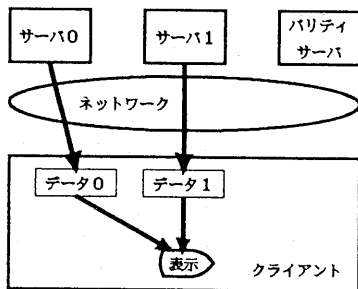 サーバ0
サーバ1
パリティ
サーバ
ネットワーク
データ0
データ1
表示
クライアント